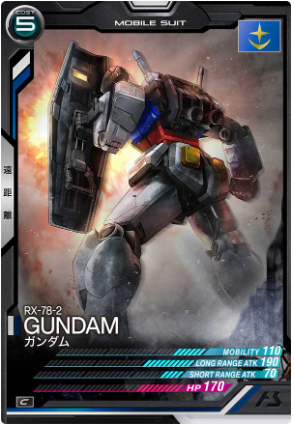 COST
5
MOBILE SUIT
遠距離
RX-78-2
GUNDAM
ガンダム
MOBILITY 110
LONG RANGE ATK 190
SHORT RANGE ATK 70
HP 170
C
FS